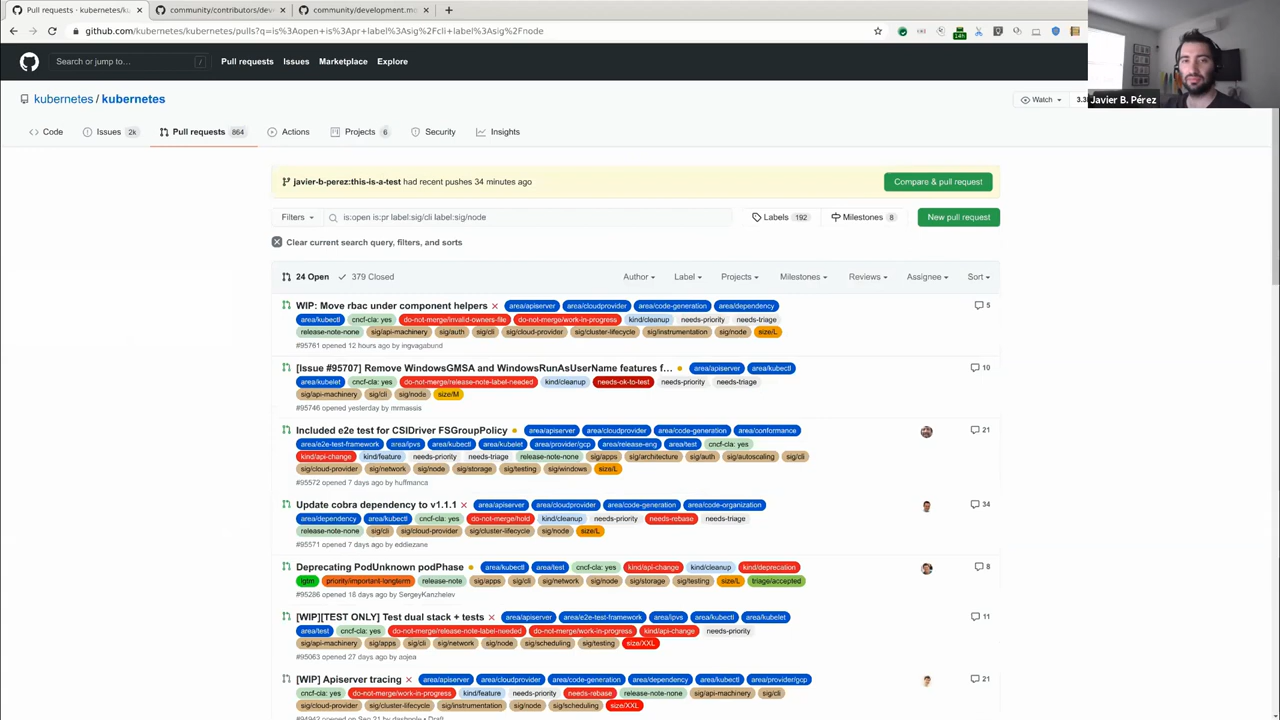 Pull requests · kubernetes/ku
community/contributors/dev
community/development.mo
github.com/kubernetes/kubernetes/pulls?q=is%3Aopen+is%3Apr+label%3Asig%2Fcli+label%3Asig%2Fnode
14h
Search or jump to…
/
Pull requests
Issues
Marketplace
Explore
Javier B. Pérez
kubernetes / kubernetes
Watch
Code
Issues 2k
Pull requests 864
Actions
Projects 6
Security
Insights
javier-b-perez:this-is-a-test had recent pushes 34 minutes ago
Compare & pull request
Filters
is:open is:pr label:sig/cli label:sig/node
Labels 192
Milestones 8
New pull request
Clear current search query, filters, and sorts
24 Open 379 Closed
Author Label Projects Milestones Reviews Assignee Sort
WIP: Move rbac under component helpers area/apiserver area/cloudprovider area/code-generation area/dependency 5
area/kubectl cncf-cla: yes do-not-merge/invalid-owners-file do-not-merge/work-in-progress kind/cleanup needs-priority needs-triage
release-note-none sig/api-machinery sig/auth sig/cli sig/cloud-provider sig/cluster-lifecycle sig/instrumentation sig/node size/L
#95761 opened 12 hours ago by ingvagabund
[Issue #95707] Remove WindowsGMSA and WindowsRunAsUserName features f… area/apiserver area/kubectl 10
area/kubelet cncf-cla: yes do-not-merge/release-note-label-needed kind/cleanup needs-ok-to-test needs-priority needs-triage
sig/api-machinery sig/cli sig/node size/M
#95746 opened yesterday by mrmassis
Included e2e test for CSIDriver FSGroupPolicy area/apiserver area/cloudprovider area/code-generation area/conformance 21
area/e2e-test-framework area/ipvs area/kubectl area/kubelet area/provider/gcp area/release-eng area/test cncf-cla: yes
kind/api-change kind/feature needs-priority needs-triage release-note-none sig/apps sig/architecture sig/auth sig/autoscaling sig/cli
sig/cloud-provider sig/network sig/node sig/storage sig/testing sig/windows size/L
#95572 opened 7 days ago by huffmanca
Update cobra dependency to v1.1.1 area/apiserver area/cloudprovider area/code-generation area/code-organization 34
area/dependency area/kubectl cncf-cla: yes do-not-merge/hold kind/cleanup needs-priority needs-rebase needs-triage
release-note-none sig/cli sig/cloud-provider sig/cluster-lifecycle sig/node size/L
#95571 opened 7 days ago by eddiezane
Deprecating PodUnknown podPhase area/kubectl area/test cncf-cla: yes kind/api-change kind/cleanup kind/deprecation 8
lgtm priority/important-longterm release-note sig/apps sig/cli sig/network sig/node sig/storage sig/testing size/L triage/accepted
#95286 opened 18 days ago by SergeyKanzhelev
[WIP][TEST ONLY] Test dual stack + tests area/apiserver area/e2e-test-framework area/ipvs area/kubectl area/kubelet 11
area/test cncf-cla: yes do-not-merge/release-note-label-needed do-not-merge/work-in-progress kind/api-change needs-priority
sig/api-machinery sig/apps sig/cli sig/network sig/node sig/scheduling sig/testing size/XXL
#95063 opened 27 days ago by aojea
[WIP] Apiserver tracing area/apiserver area/cloudprovider area/code-generation area/dependency area/kubectl area/provider/gcp 21
cncf-cla: yes do-not-merge/work-in-progress kind/feature needs-priority needs-rebase release-note-none sig/api-machinery sig/cli
sig/cloud-provider sig/cluster-lifecycle sig/instrumentation sig/node sig/scheduling size/XXL